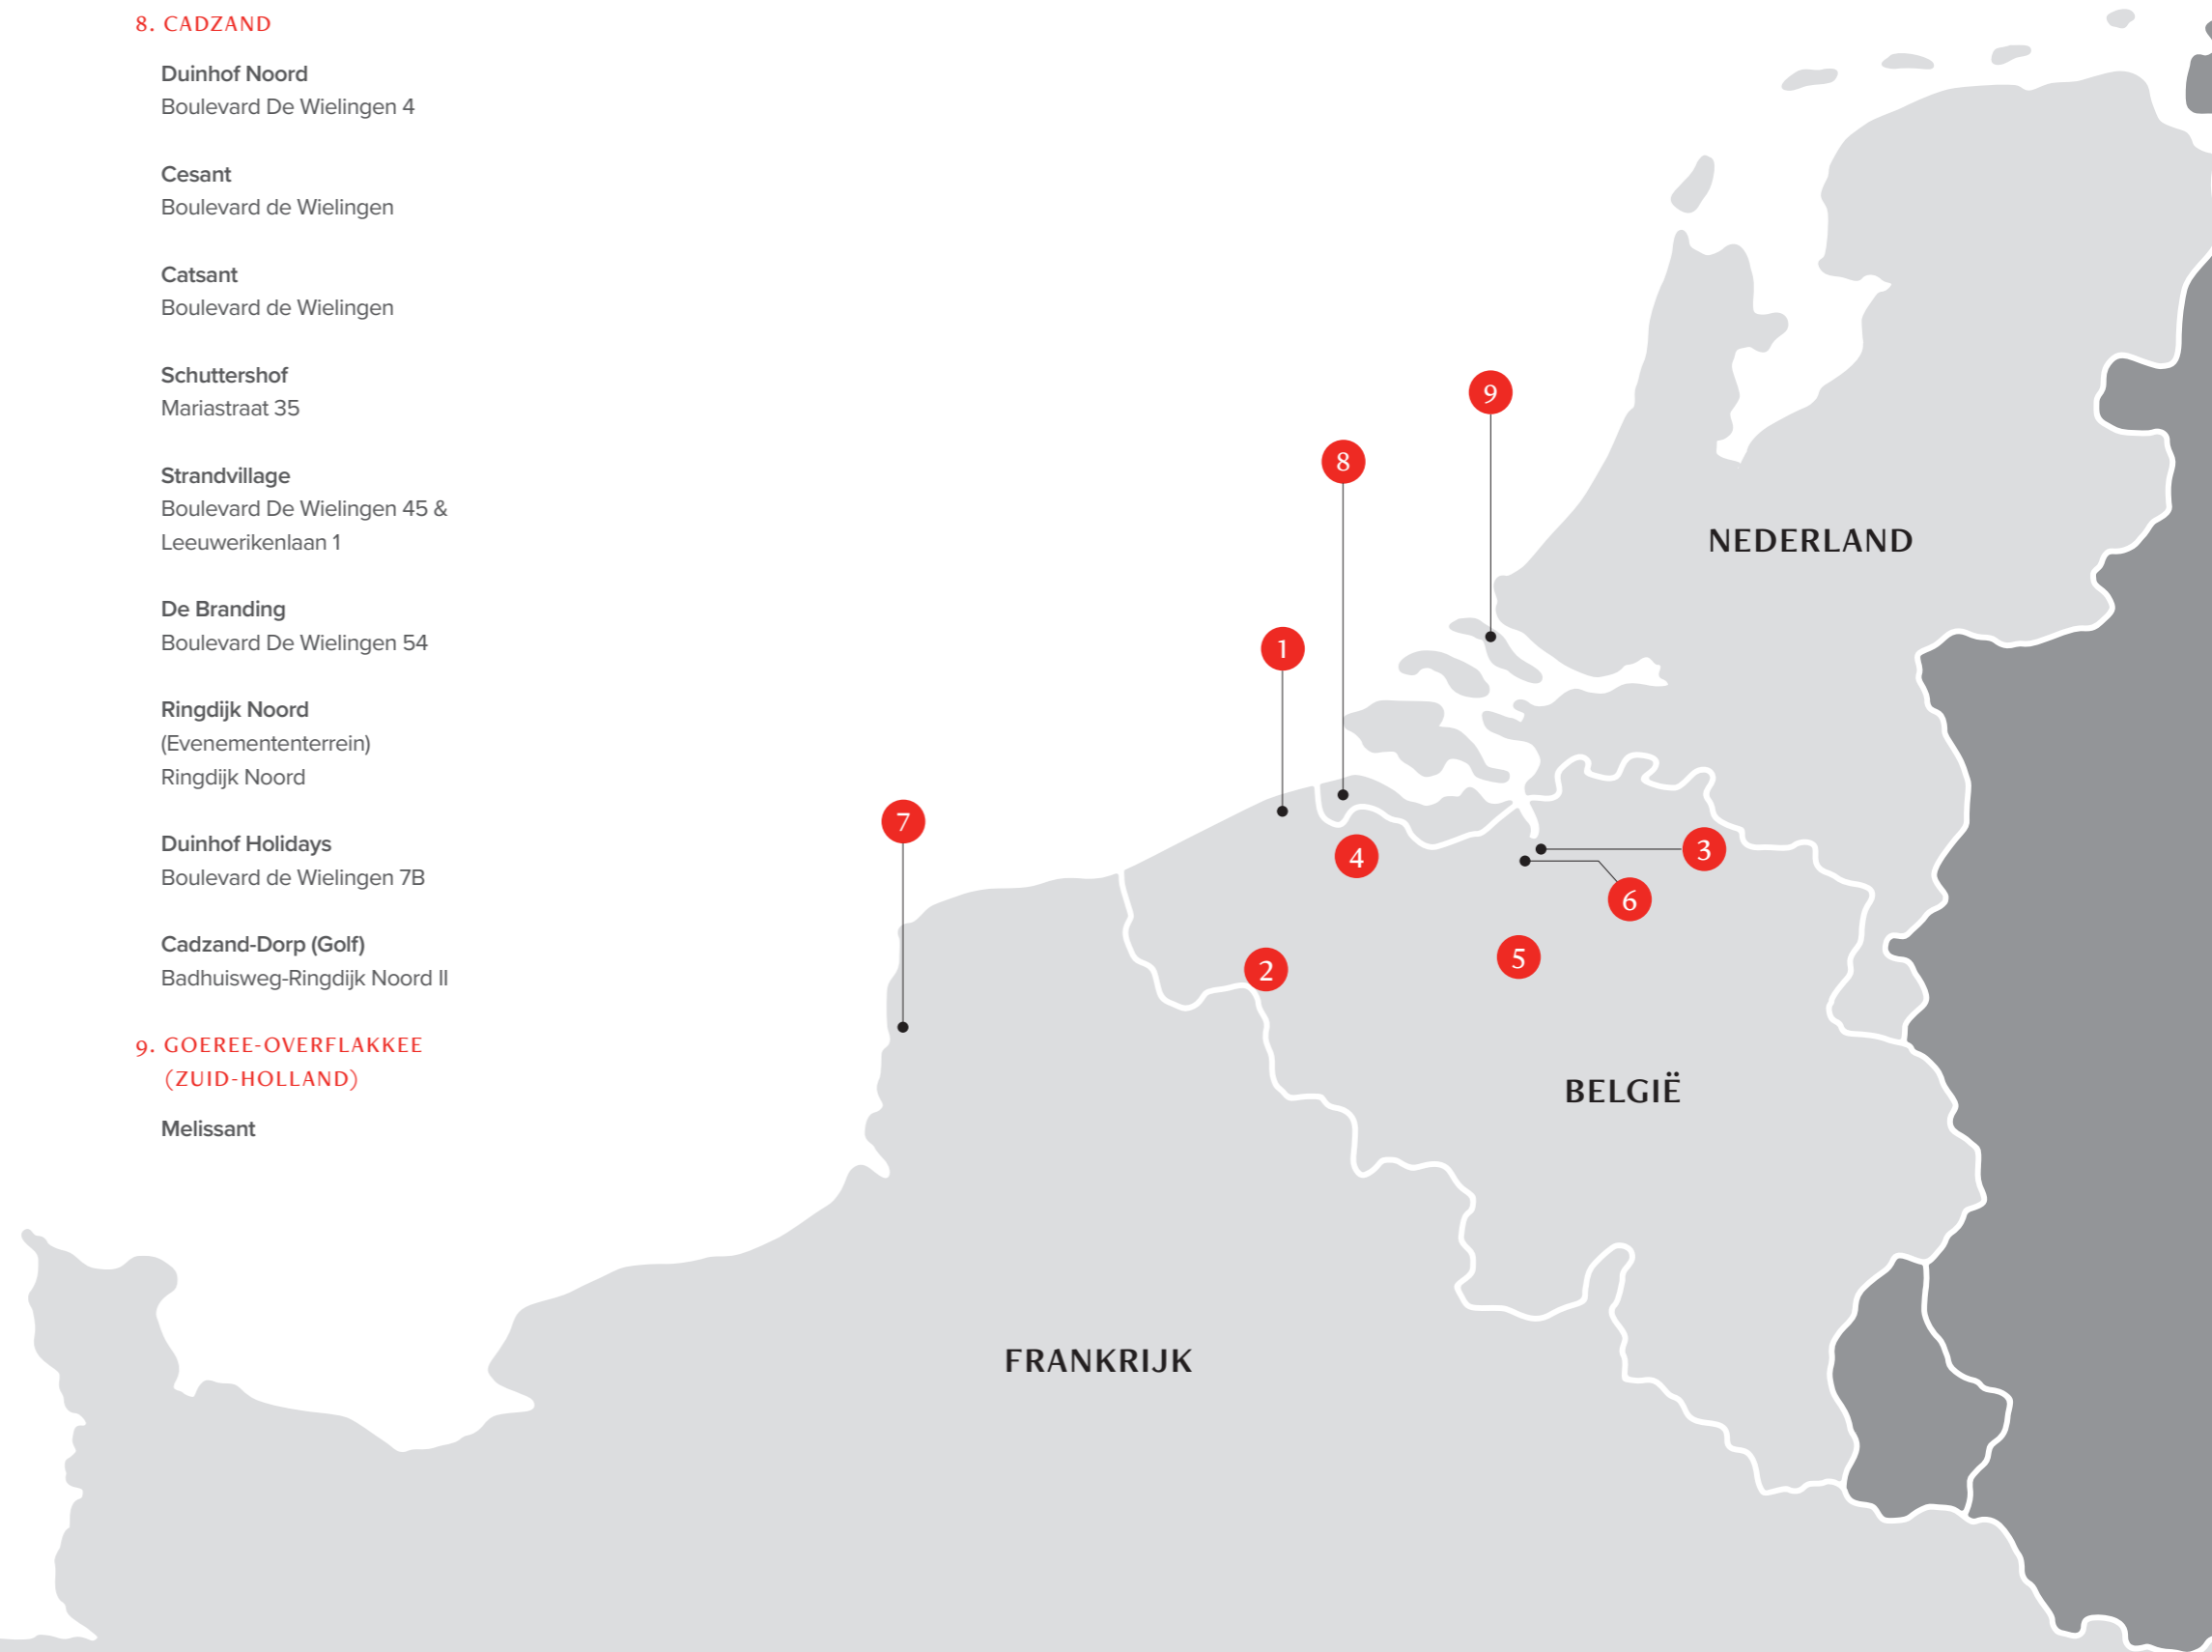 8. CADZAND
Duinhof Noord
Boulevard De Wielingen 4
Cesant
Boulevard de Wielingen
Catsant
Boulevard de Wielingen
Schuttershof
Mariastraat 35
Strandvillage
Boulevard De Wielingen 45 &
Leeuwerikenlaan 1
De Branding
Boulevard De Wielingen 54
Ringdijk Noord
(Evenemententerrein)
Ringdijk Noord
Duinhof Holidays
Boulevard de Wielingen 7B
Cadzand-Dorp (Golf)
Badhuisweg-Ringdijk Noord II
9. GOEREE-OVERFLAKKEE
(ZUID-HOLLAND)
Melissant
9
8
NEDERLAND
1
7
4
3
6
5
2
BELGIË
FRANKRIJK